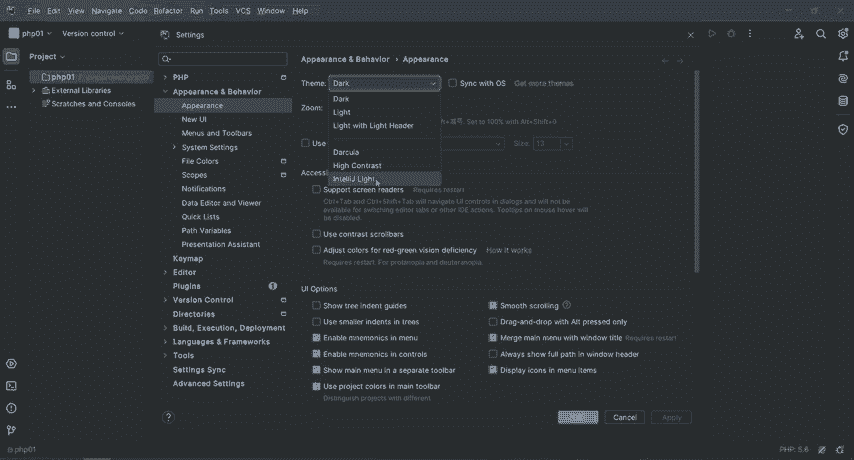 File Edit View Navigate Code Refactor Run Tools VCS Window Help
php01 Version control
Settings
Project
php01
External Libraries
Scratches and Consoles
PHP
Appearance & Behavior
Appearance
New UI
Menus and Toolbars
System Settings
File Colors
Scopes
Notifications
Data Editor and Viewer
Quick Lists
Path Variables
Presentation Assistant
Keymap
Editor
Plugins 1
Version Control
Directories
Build, Execution, Deployment
Languages & Frameworks
Tools
Settings Sync
Advanced Settings
Appearance & Behavior › Appearance
Theme: Dark Sync with OS Get more themes
Dark
Light
Light with Light Header
Darcula
High Contrast
IntelliJ Light
Zoom: Set to 100% with Alt+Shift+0
Use Size: 13
Accessi
Support screen readers Requires restart
Ctrl+Tab and Ctrl+Shift+Tab will navigate UI controls in dialogs and will not be
available for switching editor tabs or other IDE actions. Tooltips on mouse hover will
be disabled.
Use contrast scrollbars
Adjust colors for red-green vision deficiency How it works
Requires restart. For protanopia and deuteranopia.
UI Options
Show tree indent guides Smooth scrolling ?
Use smaller indents in trees Drag-and-drop with Alt pressed only
Enable mnemonics in menu Merge main menu with window title Requires restart
Enable mnemonics in controls Always show full path in window header
Show main menu in a separate toolbar Display icons in menu items
Use project colors in main toolbar
Distinguish projects with different
? Cancel Apply
php01 PHP: 5.6